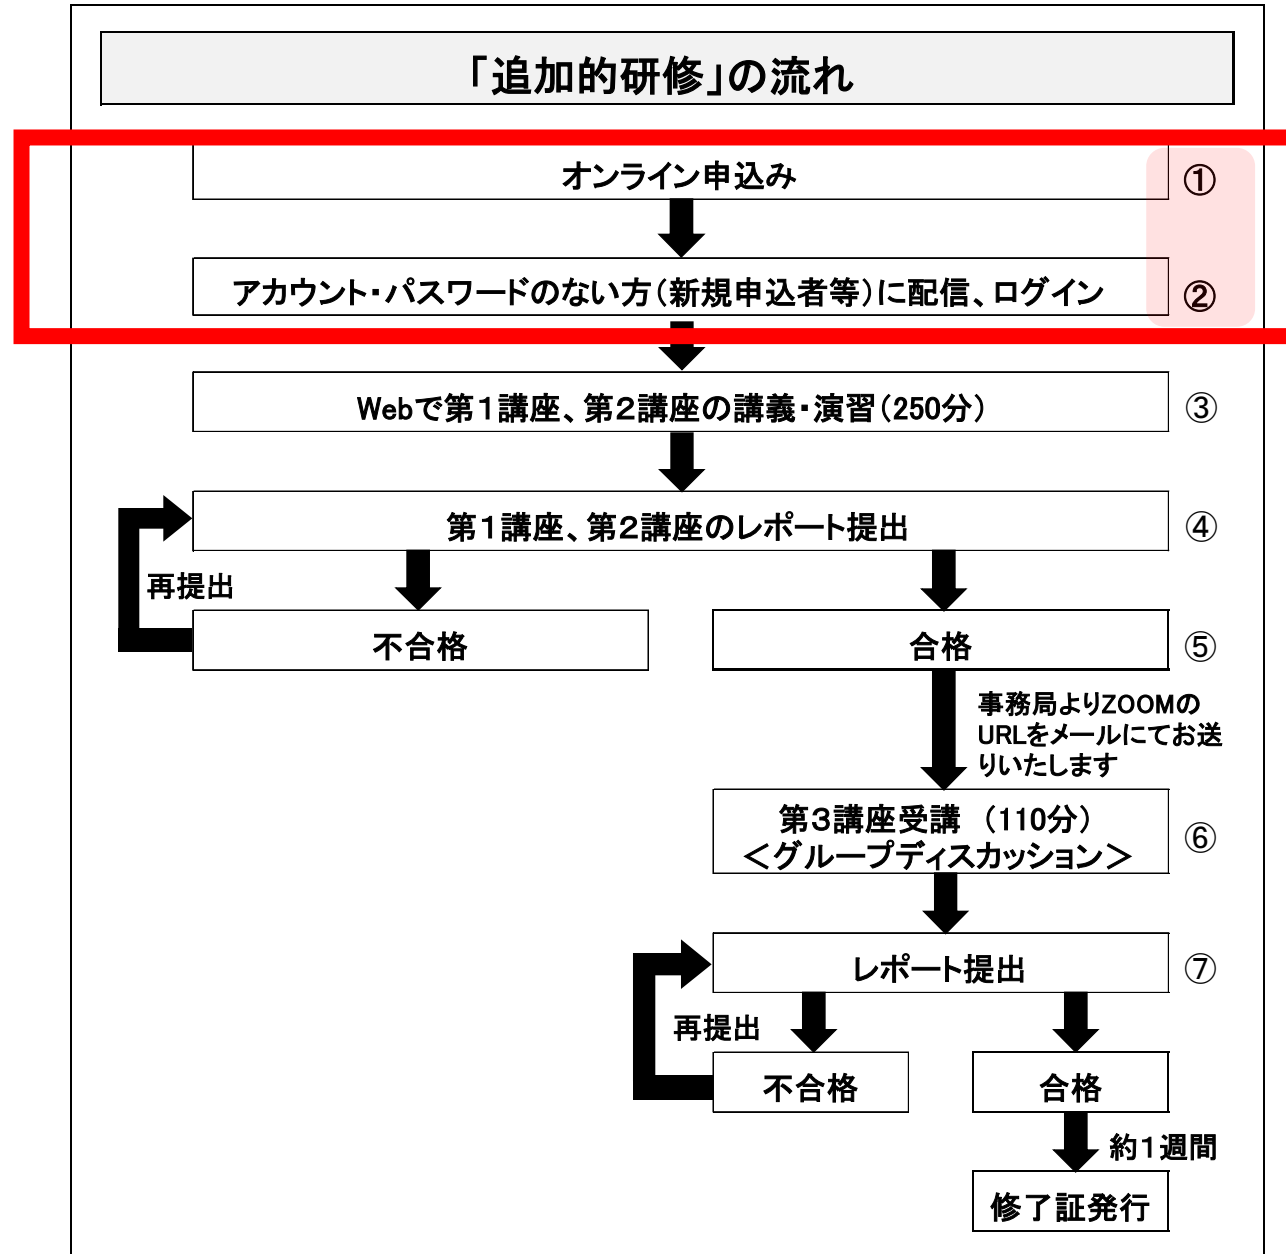 「追加的研修」の流れ
オンライン申込み
①
アカウント・パスワードのない方（新規申込者等）に配信、ログイン
②
Webで第１講座、第２講座の講義・演習（250分）
③
第１講座、第２講座のレポート提出
④
再提出
不合格
合格
⑤
事務局よりZOOMの
URLをメールにてお送
りいたします
第３講座受講　（110分）
＜グループディスカッション＞
⑥
レポート提出
⑦
再提出
不合格
合格
約１週間
修了証発行